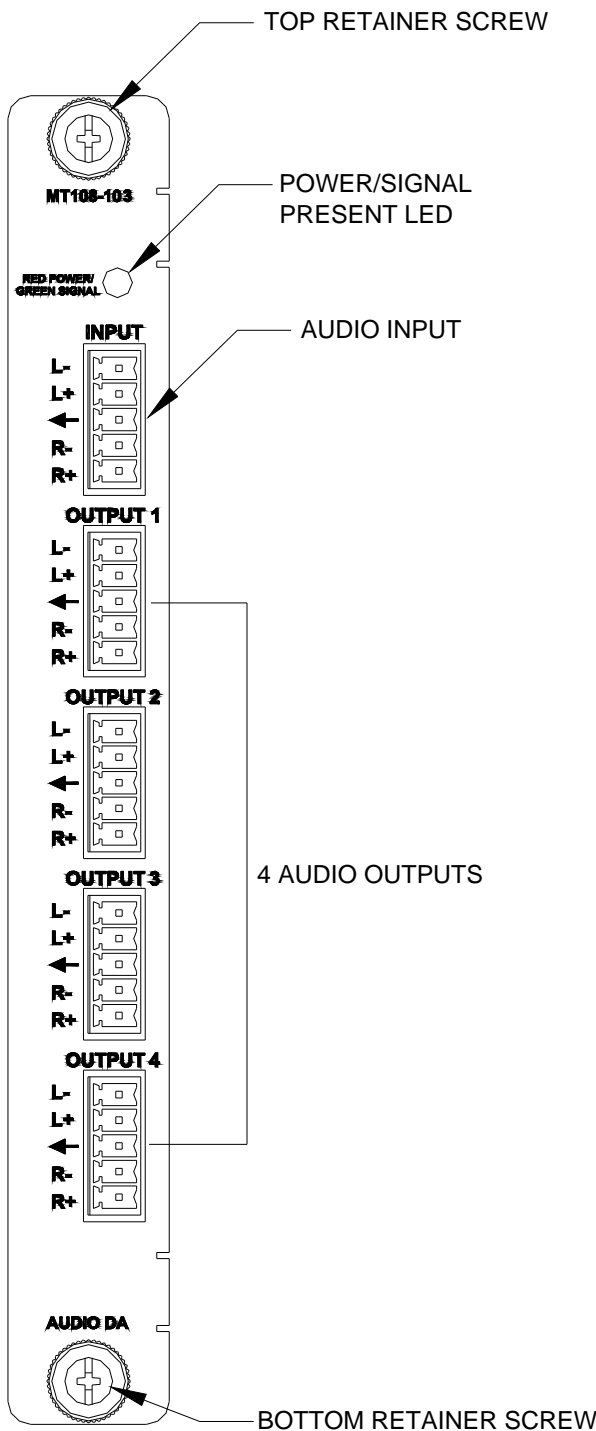 TOP RETAINER SCREW
MT108-103
POWER/SIGNAL
PRESENT LED
RED POWER/
GREEN SIGNAL
INPUT
AUDIO INPUT
L-
L+
R-
R+
OUTPUT 1
L-
L+
R-
R+
OUTPUT 2
L-
L+
R-
R+
4 AUDIO OUTPUTS
OUTPUT 3
L-
L+
R-
R+
OUTPUT 4
L-
L+
R-
R+
AUDIO DA
BOTTOM RETAINER SCREW